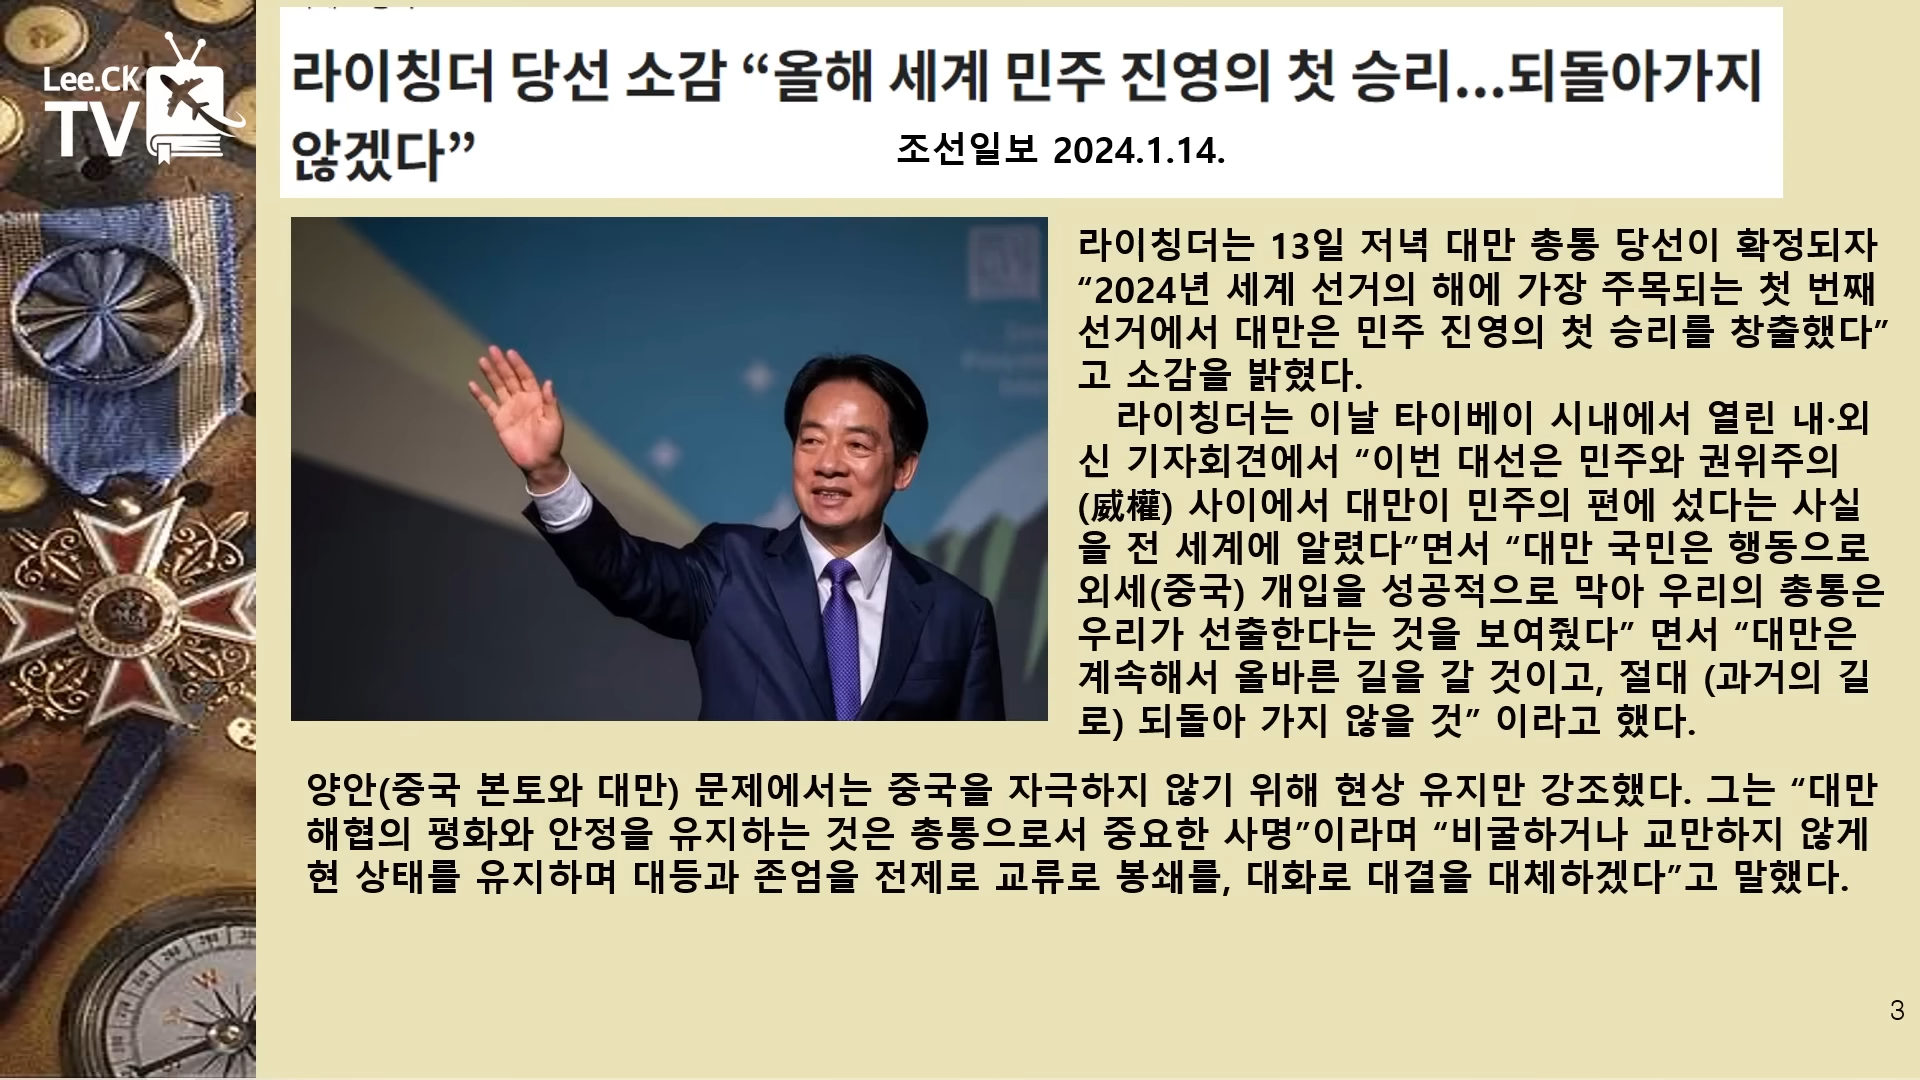 Lee.CK
TV
라이칭더 당선 소감 “올해 세계 민주 진영의 첫 승리...되돌아가지
않겠다”
조선일보 2024.1.14.
라이칭더는 13일 저녁 대만 총통 당선이 확정되자
“2024년 세계 선거의 해에 가장 주목되는 첫 번째
선거에서 대만은 민주 진영의 첫 승리를 창출했다”
고 소감을 밝혔다.
라이칭더는 이날 타이베이 시내에서 열린 내·외
신 기자회견에서 “이번 대선은 민주와 권위주의
(威權) 사이에서 대만이 민주의 편에 섰다는 사실
을 전 세계에 알렸다”면서 “대만 국민은 행동으로
외세(중국) 개입을 성공적으로 막아 우리의 총통은
우리가 선출한다는 것을 보여줬다” 면서 “대만은
계속해서 올바른 길을 갈 것이고, 절대 (과거의 길
로) 되돌아 가지 않을 것” 이라고 했다.
양안(중국 본토와 대만) 문제에서는 중국을 자극하지 않기 위해 현상 유지만 강조했다. 그는 “대만
해협의 평화와 안정을 유지하는 것은 총통으로서 중요한 사명”이라며 “비굴하거나 교만하지 않게
현 상태를 유지하며 대등과 존엄을 전제로 교류로 봉쇄를, 대화로 대결을 대체하겠다”고 말했다.
W
3